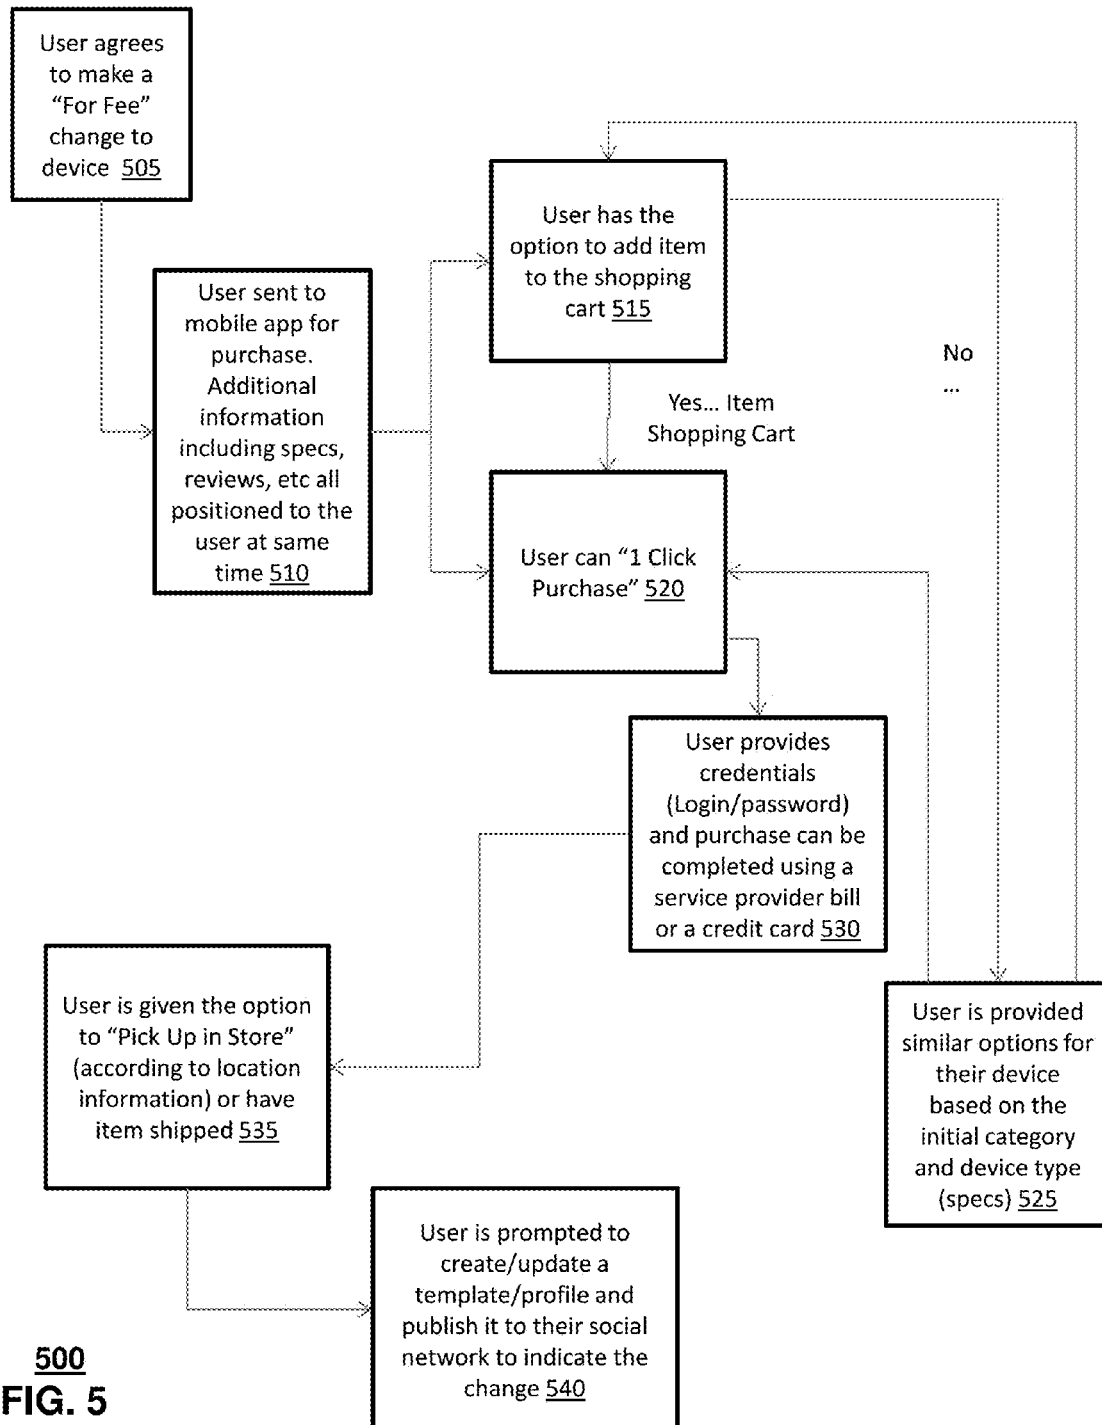 User agrees
to make a
“For Fee”
change to
device 505
User sent to
mobile app for
purchase.
Additional
information
including specs,
reviews, etc all
positioned to the
user at same
time 510
User has the
option to add item
to the shopping
cart 515
No
...
Yes... Item
Shopping Cart
User can “1 Click
Purchase” 520
User provides
credentials
(Login/password)
and purchase can be
completed using a
service provider bill
or a credit card 530
User is given the option
to “Pick Up in Store”
(according to location
information) or have
item shipped 535
User is provided
similar options for
their device
based on the
initial category
and device type
(specs) 525
User is prompted to
create/update a
template/profile and
publish it to their social
network to indicate the
change 540
500
FIG. 5